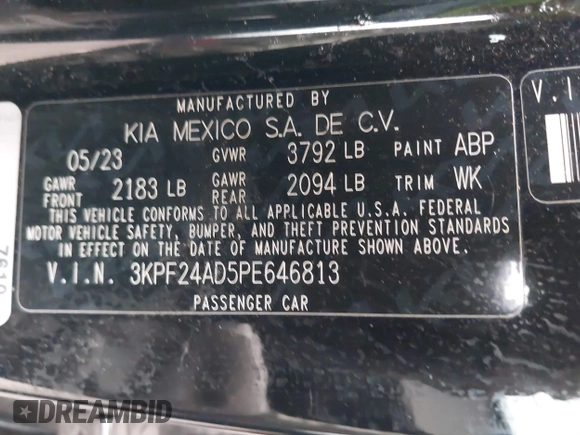 MANUFACTURED BY
KIA MEXICO S.A. DE C.V.
05/23 GVWR 3792 LB PAINT ABP
GAWR FRONT 2183 LB GAWR REAR 2094 LB TRIM WK
THIS VEHICLE CONFORMS TO ALL APPLICABLE U.S.A. FEDERAL
MOTOR VEHICLE SAFETY, BUMPER, AND THEFT PREVENTION STANDARDS
IN EFFECT ON THE DATE OF MANUFACTURE SHOWN ABOVE.
V.I.N. 3KPF24AD5PE646813
PASSENGER CAR
V.I
DREAMBID